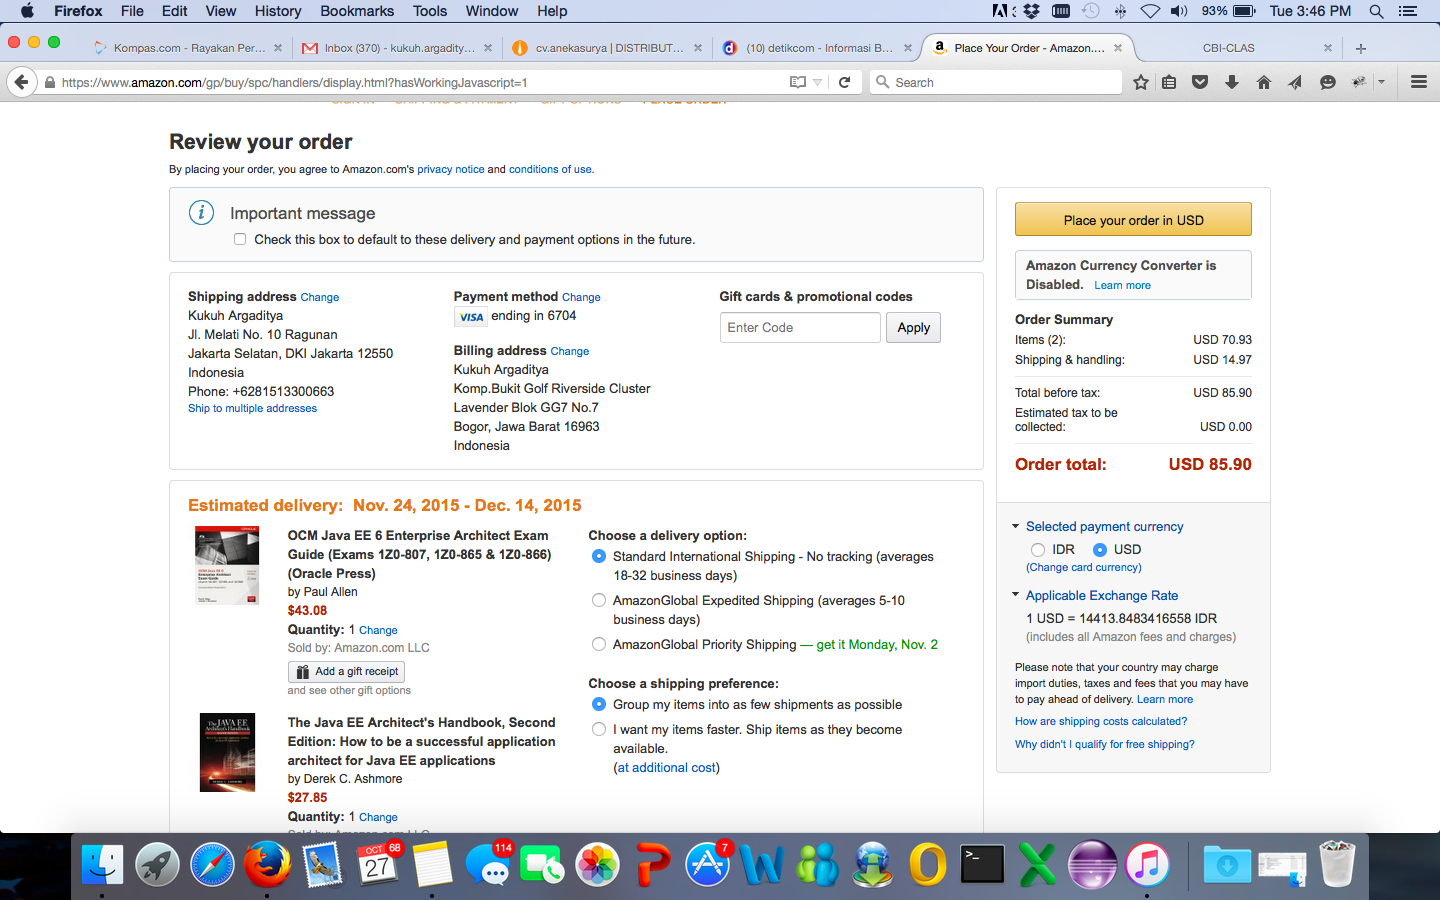 Firefox File Edit View History Bookmarks Tools Window Help
93% Tue 3:46 PM
Kompas.com - Rayakan Per...
Inbox (370) - kukuh.argadity...
cv.anekasurya | DISTRIBUT...
(10) detikcom - Informasi B...
Place Your Order - Amazon....
CBI-CLAS
https://www.amazon.com/gp/buy/spc/handlers/display.html?hasWorkingJavascript=1
Search
Review your order
By placing your order, you agree to Amazon.com's privacy notice and conditions of use.
Important message
Check this box to default to these delivery and payment options in the future.
Shipping address Change
Kukuh Argaditya
Jl. Melati No. 10 Ragunan
Jakarta Selatan, DKI Jakarta 12550
Indonesia
Phone: +6281513300663
Ship to multiple addresses
Payment method Change
VISA ending in 6704
Billing address Change
Kukuh Argaditya
Komp.Bukit Golf Riverside Cluster
Lavender Blok GG7 No.7
Bogor, Jawa Barat 16963
Indonesia
Gift cards & promotional codes
Enter Code
Apply
Estimated delivery: Nov. 24, 2015 - Dec. 14, 2015
OCM Java EE 6 Enterprise Architect Exam
Guide (Exams 1Z0-807, 1Z0-865 & 1Z0-866)
(Oracle Press)
by Paul Allen
$43.08
Quantity: 1 Change
Sold by: Amazon.com LLC
Add a gift receipt
and see other gift options
The Java EE Architect's Handbook, Second
Edition: How to be a successful application
architect for Java EE applications
by Derek C. Ashmore
$27.85
Quantity: 1 Change
Sold by: Amazon.com LLC
Choose a delivery option:
Standard International Shipping - No tracking (averages
18-32 business days)
AmazonGlobal Expedited Shipping (averages 5-10
business days)
AmazonGlobal Priority Shipping — get it Monday, Nov. 2
Choose a shipping preference:
Group my items into as few shipments as possible
I want my items faster. Ship items as they become
available.
(at additional cost)
Place your order in USD
Amazon Currency Converter is
Disabled. Learn more
Order Summary
Items (2): USD 70.93
Shipping & handling: USD 14.97
Total before tax: USD 85.90
Estimated tax to be
collected: USD 0.00
Order total: USD 85.90
Selected payment currency
IDR USD
(Change card currency)
Applicable Exchange Rate
1 USD = 14413.8483416558 IDR
(includes all Amazon fees and charges)
Please note that your country may charge
import duties, taxes and fees that you may have
to pay ahead of delivery. Learn more
How are shipping costs calculated?
Why didn't I qualify for free shipping?
OCT
27
68
114
7